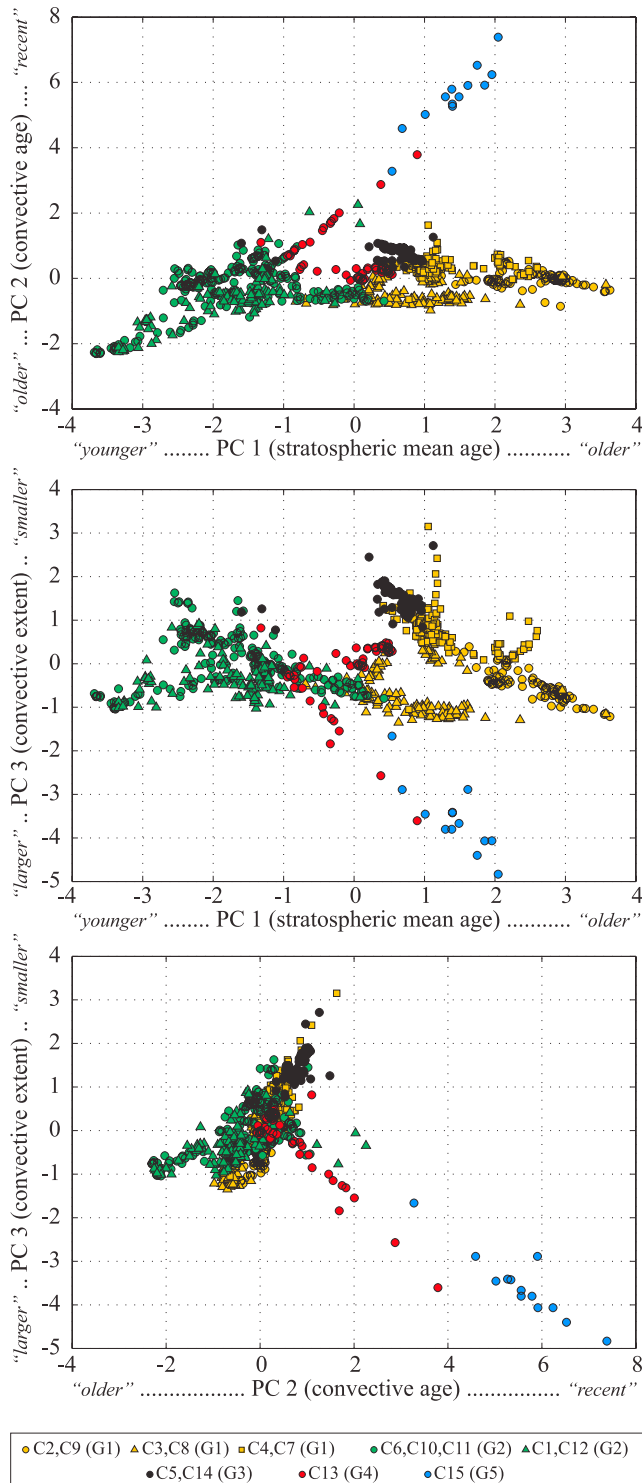 8
6
4
2
0
-2
-4
"older" .. PC 2 (convective age) .... "recent"
-4 -3 -2 -1 0 1 2 3 4
"younger" ........ PC 1 (stratospheric mean age) ........... "older"
4
3
2
1
0
-1
-2
-3
-4
-5
"larger" .. PC 3 (convective extent) .. "smaller"
-4 -3 -2 -1 0 1 2 3 4
"younger" ........ PC 1 (stratospheric mean age) ........... "older"
4
3
2
1
0
-1
-2
-3
-4
-5
"larger" .. PC 3 (convective extent) .. "smaller"
-4 -2 0 2 4 6 8
"older" ................ PC 2 (convective age) ................ "recent"
C2,C9 (G1) C3,C8 (G1) C4,C7 (G1) C6,C10,C11 (G2) C1,C12 (G2)
C5,C14 (G3) C13 (G4) C15 (G5)